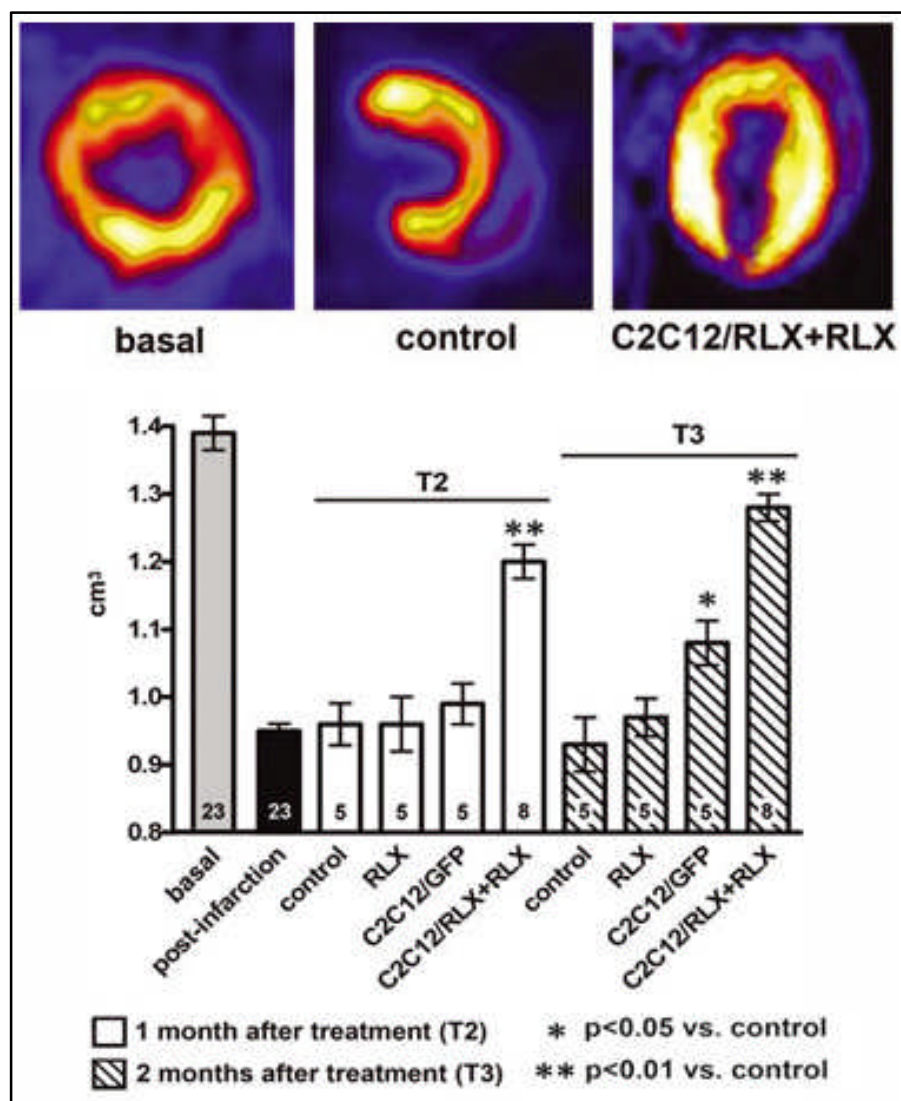 basal
control
C2C12/RLX+RLX
cm³
1.4
1.3
1.2
1.1
1.0
0.9
0.8
T2
T3
**
*
**
23
23
5
5
5
8
5
5
5
8
basal
post-infarction
control
RLX
C2C12/GFP
C2C12/RLX+RLX
control
RLX
C2C12/GFP
C2C12/RLX+RLX
1 month after treatment (T2)
* p<0.05 vs. control
2 months after treatment (T3)
** p<0.01 vs. control